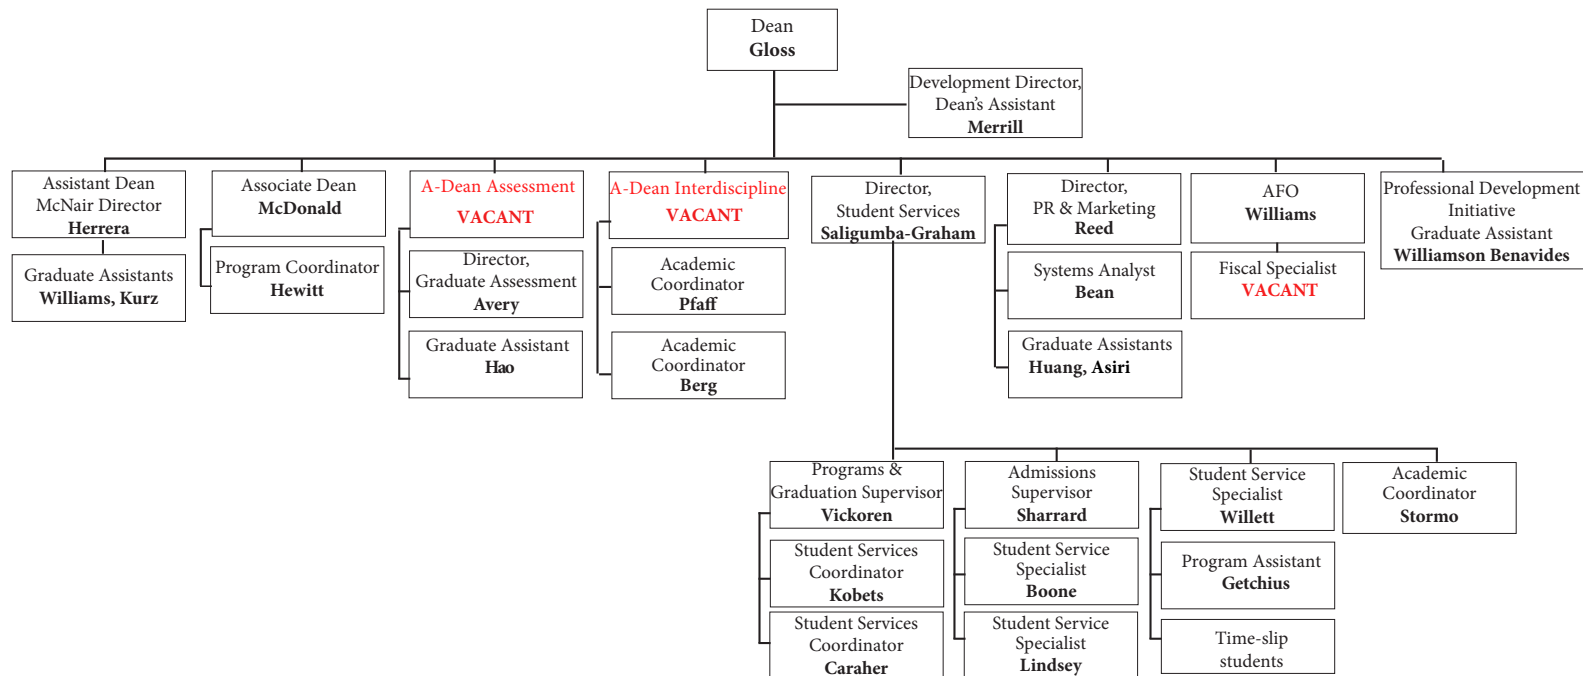 Dean
Gloss
Development Director,
Dean’s Assistant
Merrill
Assistant Dean
McNair Director
Herrera
Graduate Assistants
Williams, Kurz
Associate Dean
McDonald
Program Coordinator
Hewitt
A-Dean Assessment
VACANT
Director,
Graduate Assessment
Avery
Graduate Assistant
Hao
A-Dean Interdiscipline
VACANT
Academic
Coordinator
Pfaff
Academic
Coordinator
Berg
Director,
Student Services
Saligumba-Graham
Director,
PR & Marketing
Reed
Systems Analyst
Bean
Graduate Assistants
Huang, Asiri
AFO
Williams
Fiscal Specialist
VACANT
Professional Development
Initiative
Graduate Assistant
Williamson Benavides
Programs &
Graduation Supervisor
Vickoren
Student Services
Coordinator
Kobets
Student Services
Coordinator
Caraher
Admissions
Supervisor
Sharrard
Student Service
Specialist
Boone
Student Service
Specialist
Lindsey
Student Service
Specialist
Willett
Program Assistant
Getchius
Time-slip
students
Academic
Coordinator
Stormo